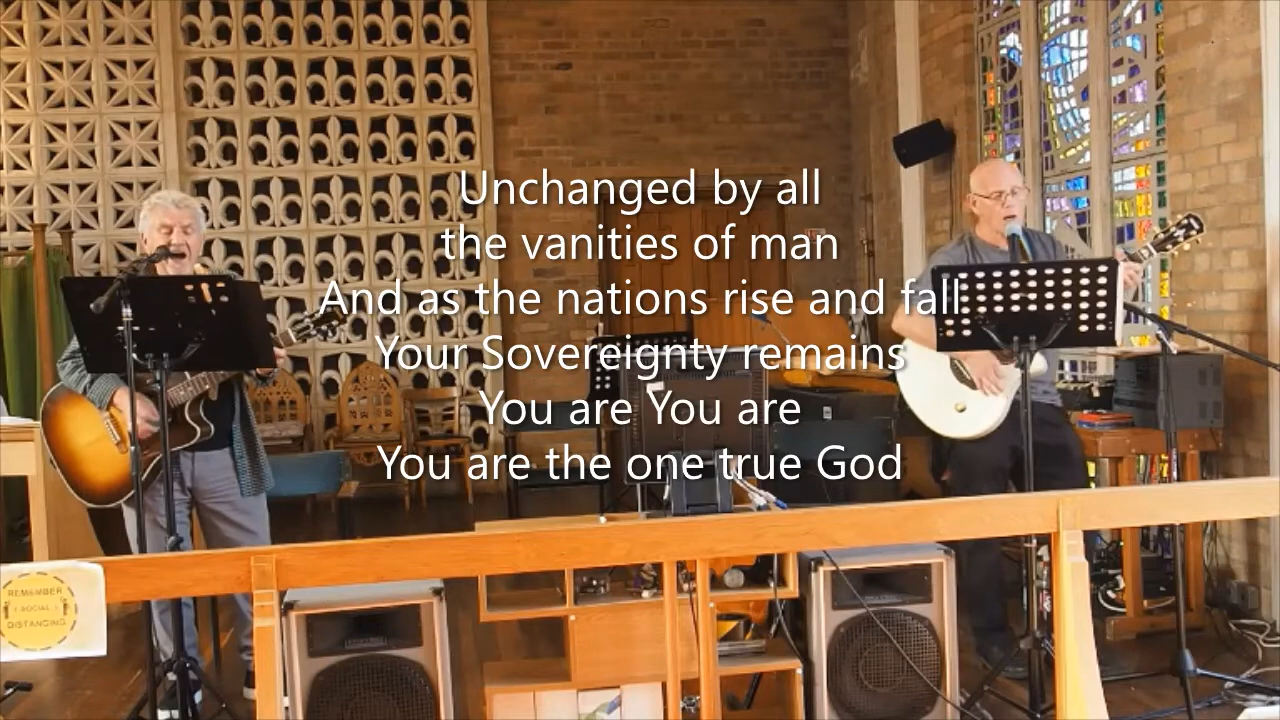 Unchanged by all
the vanities of man
And as the nations rise and fall
Your Sovereignty remains
You are You are
You are the one true God
REMEMBER
SOCIAL
DISTANCING